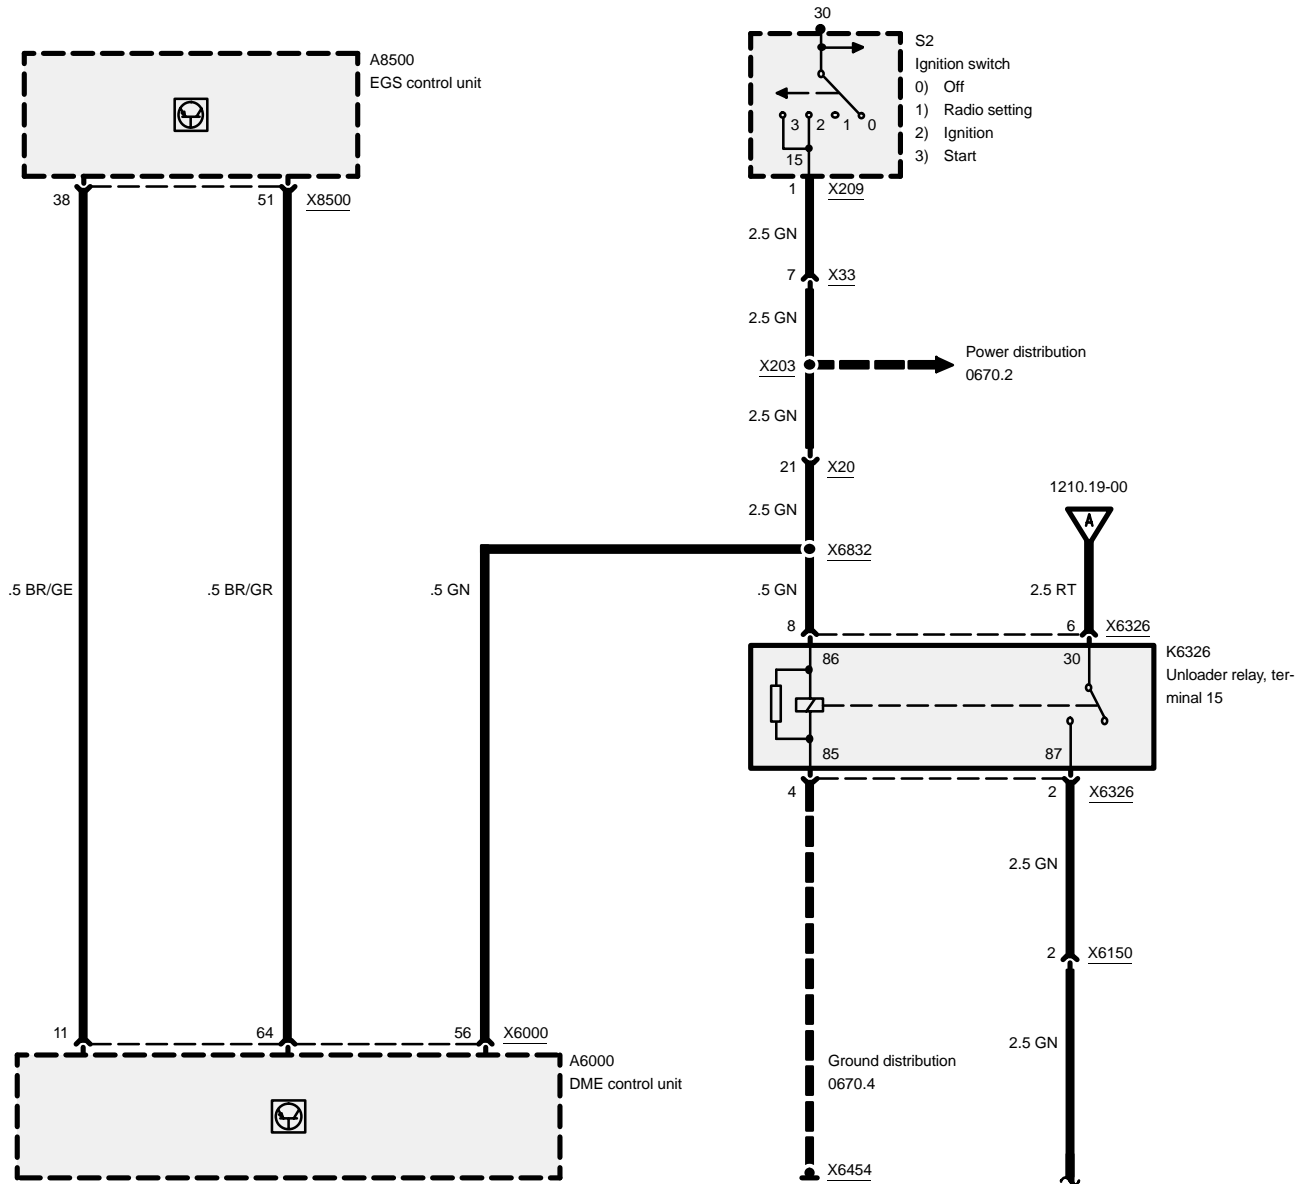 30
S2
Ignition switch
0) Off
1) Radio setting
2) Ignition
3) Start
A8500
EGS control unit
3 2 1 0
15
38
51
X8500
1
X209
2.5 GN
7
X33
2.5 GN
X203
Power distribution
0670.2
2.5 GN
21
X20
1210.19-00
A
2.5 GN
X6832
.5 BR/GE
.5 BR/GR
.5 GN
.5 GN
2.5 RT
8
6
X6326
86
30
K6326
Unloader relay, ter-
minal 15
85
87
4
2
X6326
2.5 GN
2
X6150
11
64
56
X6000
2.5 GN
A6000
DME control unit
Ground distribution
0670.4
X6454